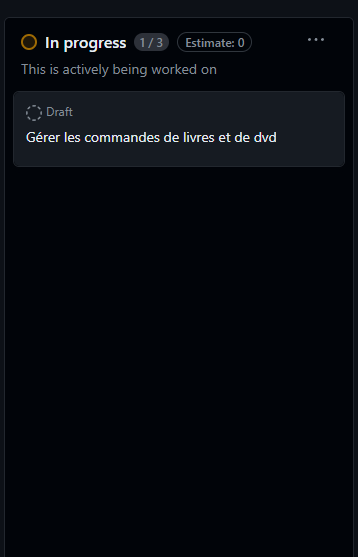 In progress 1 / 3 Estimate: 0
This is actively being worked on
Draft
Gérer les commandes de livres et de dvd